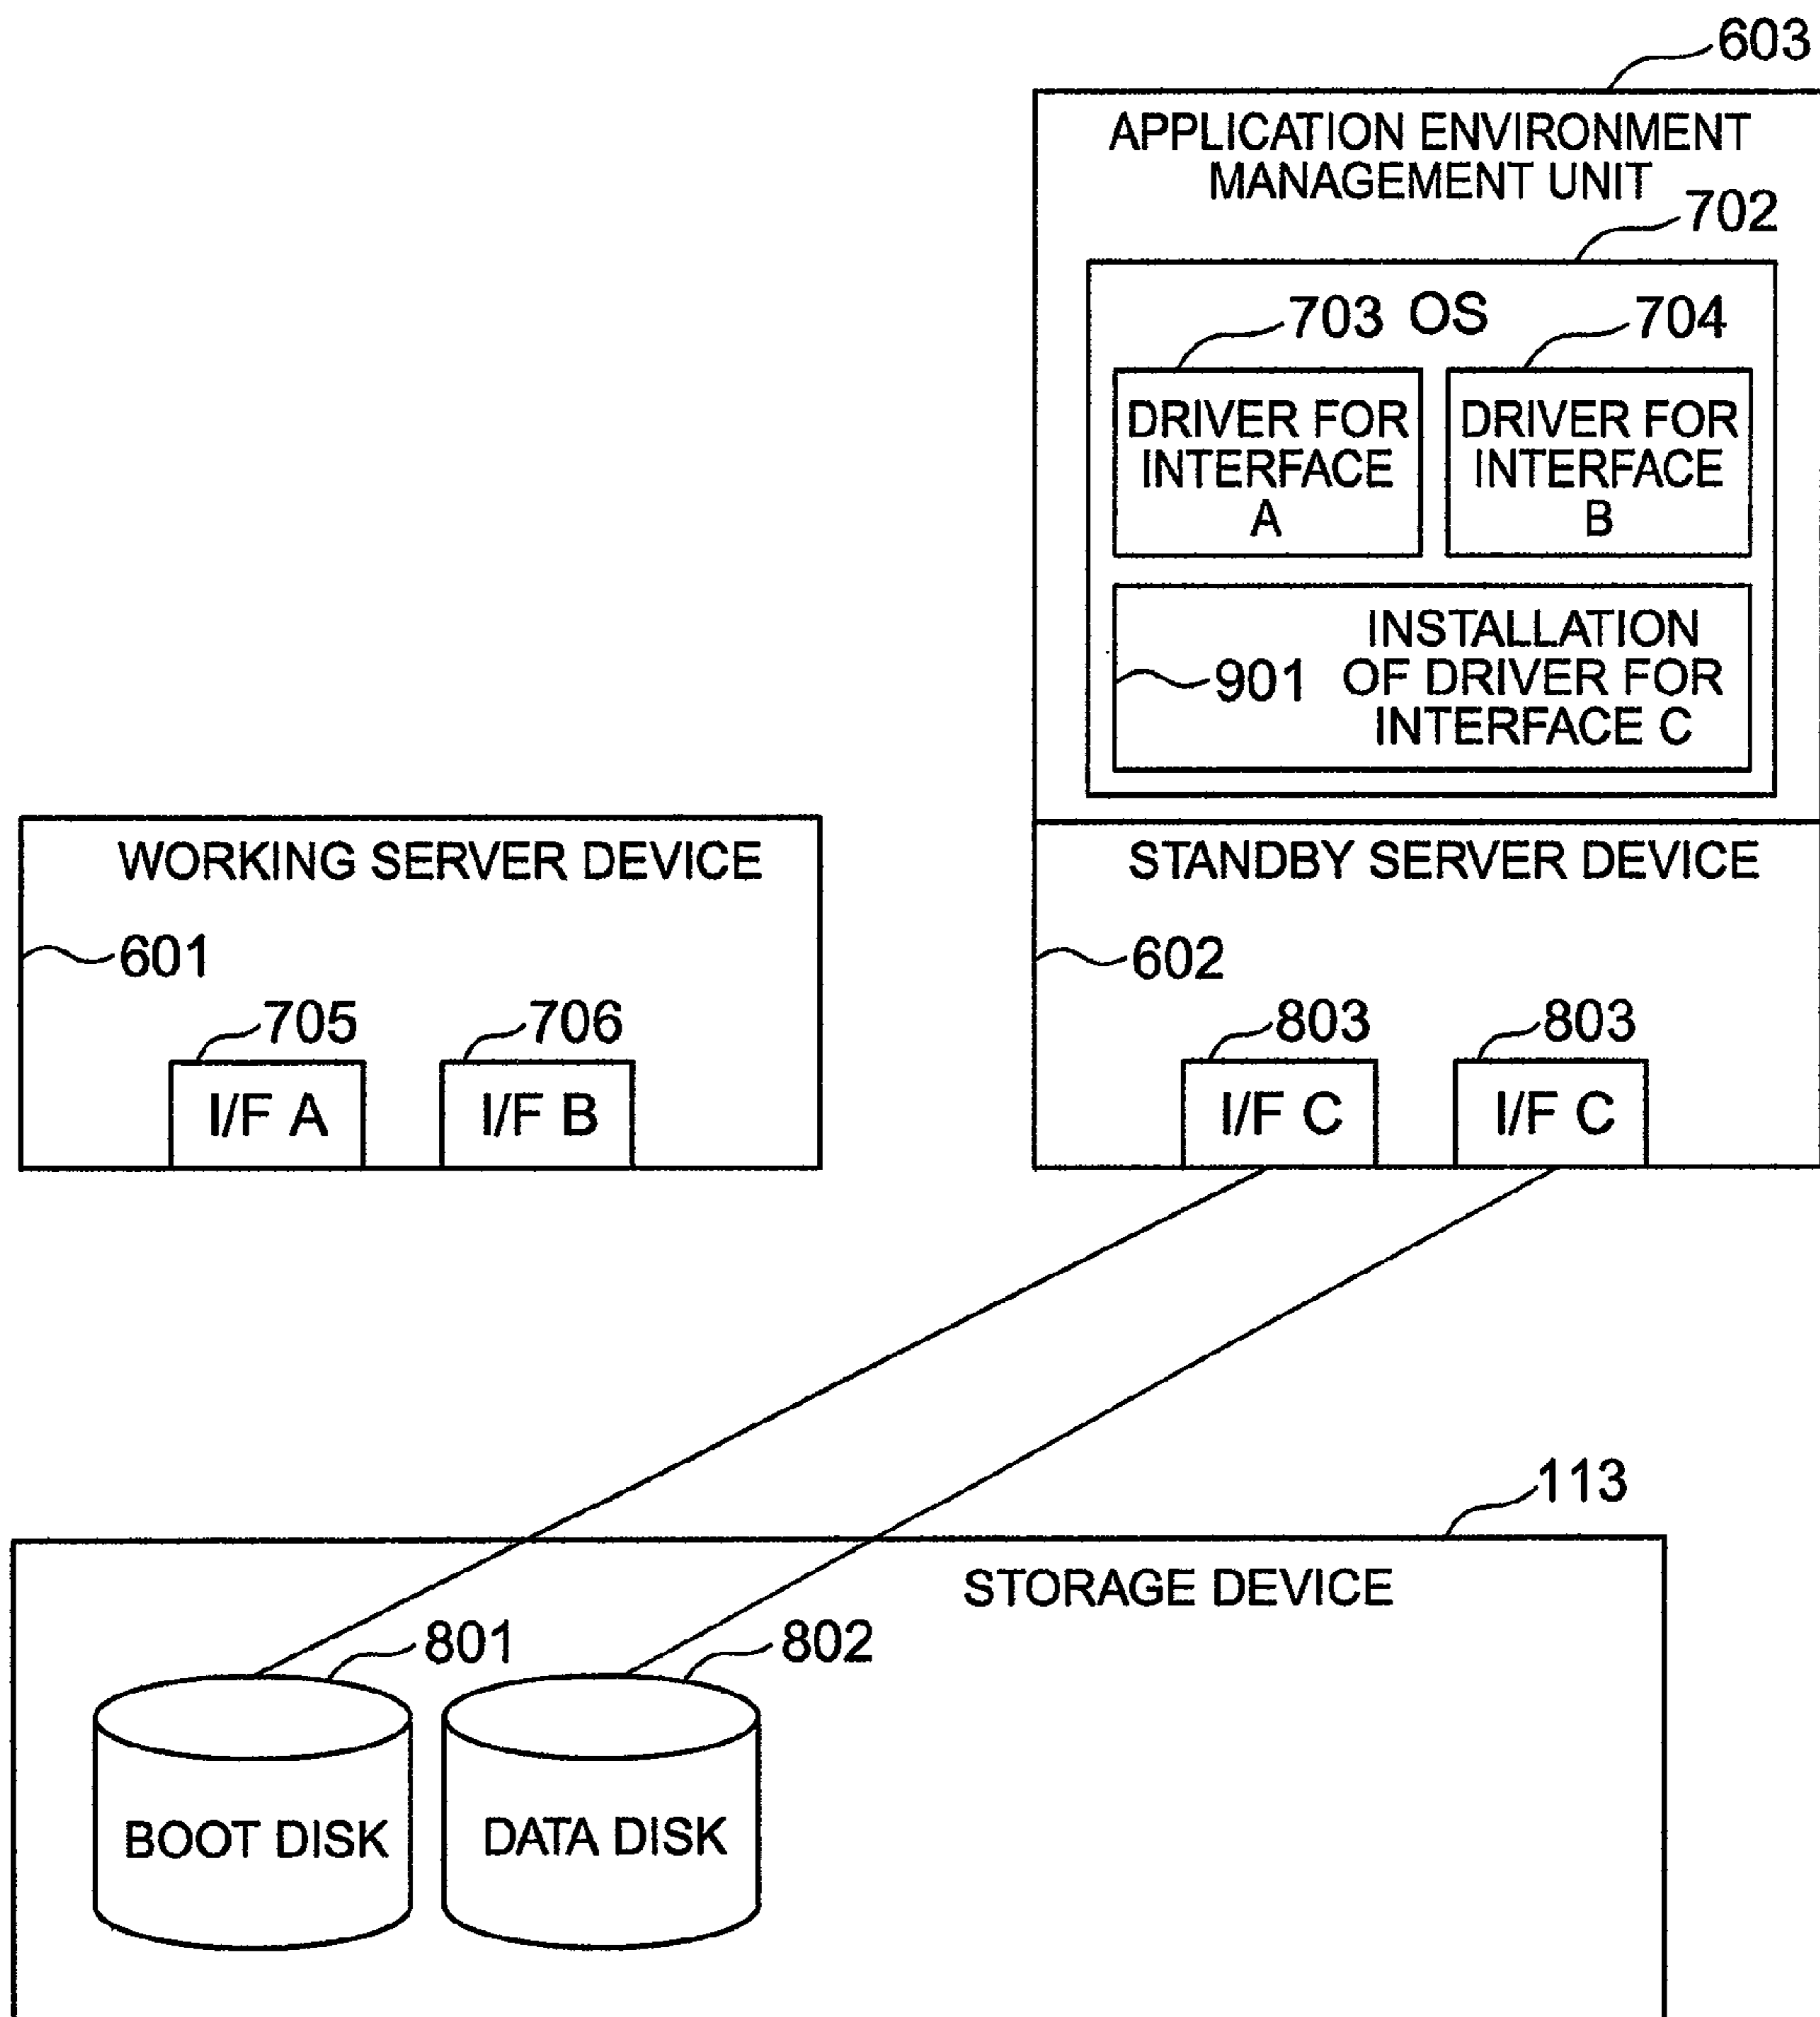 603
APPLICATION ENVIRONMENT
MANAGEMENT UNIT
702
703 OS 704
DRIVER FOR
INTERFACE
A
DRIVER FOR
INTERFACE
B
901
INSTALLATION
OF DRIVER FOR
INTERFACE C
WORKING SERVER DEVICE
601
705
706
I/F A
I/F B
STANDBY SERVER DEVICE
602
803
803
I/F C
I/F C
113
STORAGE DEVICE
801
802
BOOT DISK
DATA DISK